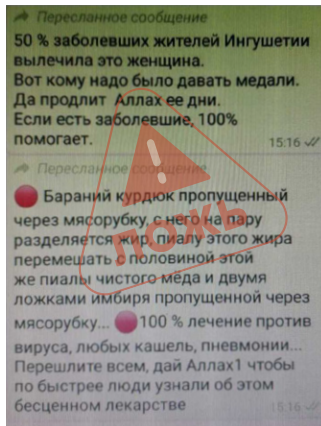 Пересланное сообщение
50 % заболевших жителей Ингушетии
вылечила это женщина.
Вот кому надо было давать медали.
Да продлит Аллах ее дни.
Если есть заболевшие, 100%
помогает.
15:16
Пересланное сообщение
Бараний курдюк пропущенный
через мясорубку, с него на пару
разделяется жир, пиалу этого жира
перемешать с половиной этой
же пиалы чистого меда и двумя
ложками имбиря пропущенной через
мясорубку... 100 % лечение против
вируса, любых кашель, пневмонии...
Перешлите всем, дай Аллах1 чтобы
по быстрее люди узнали об этом
бесценном лекарстве
15:16
ЛОЖЬ